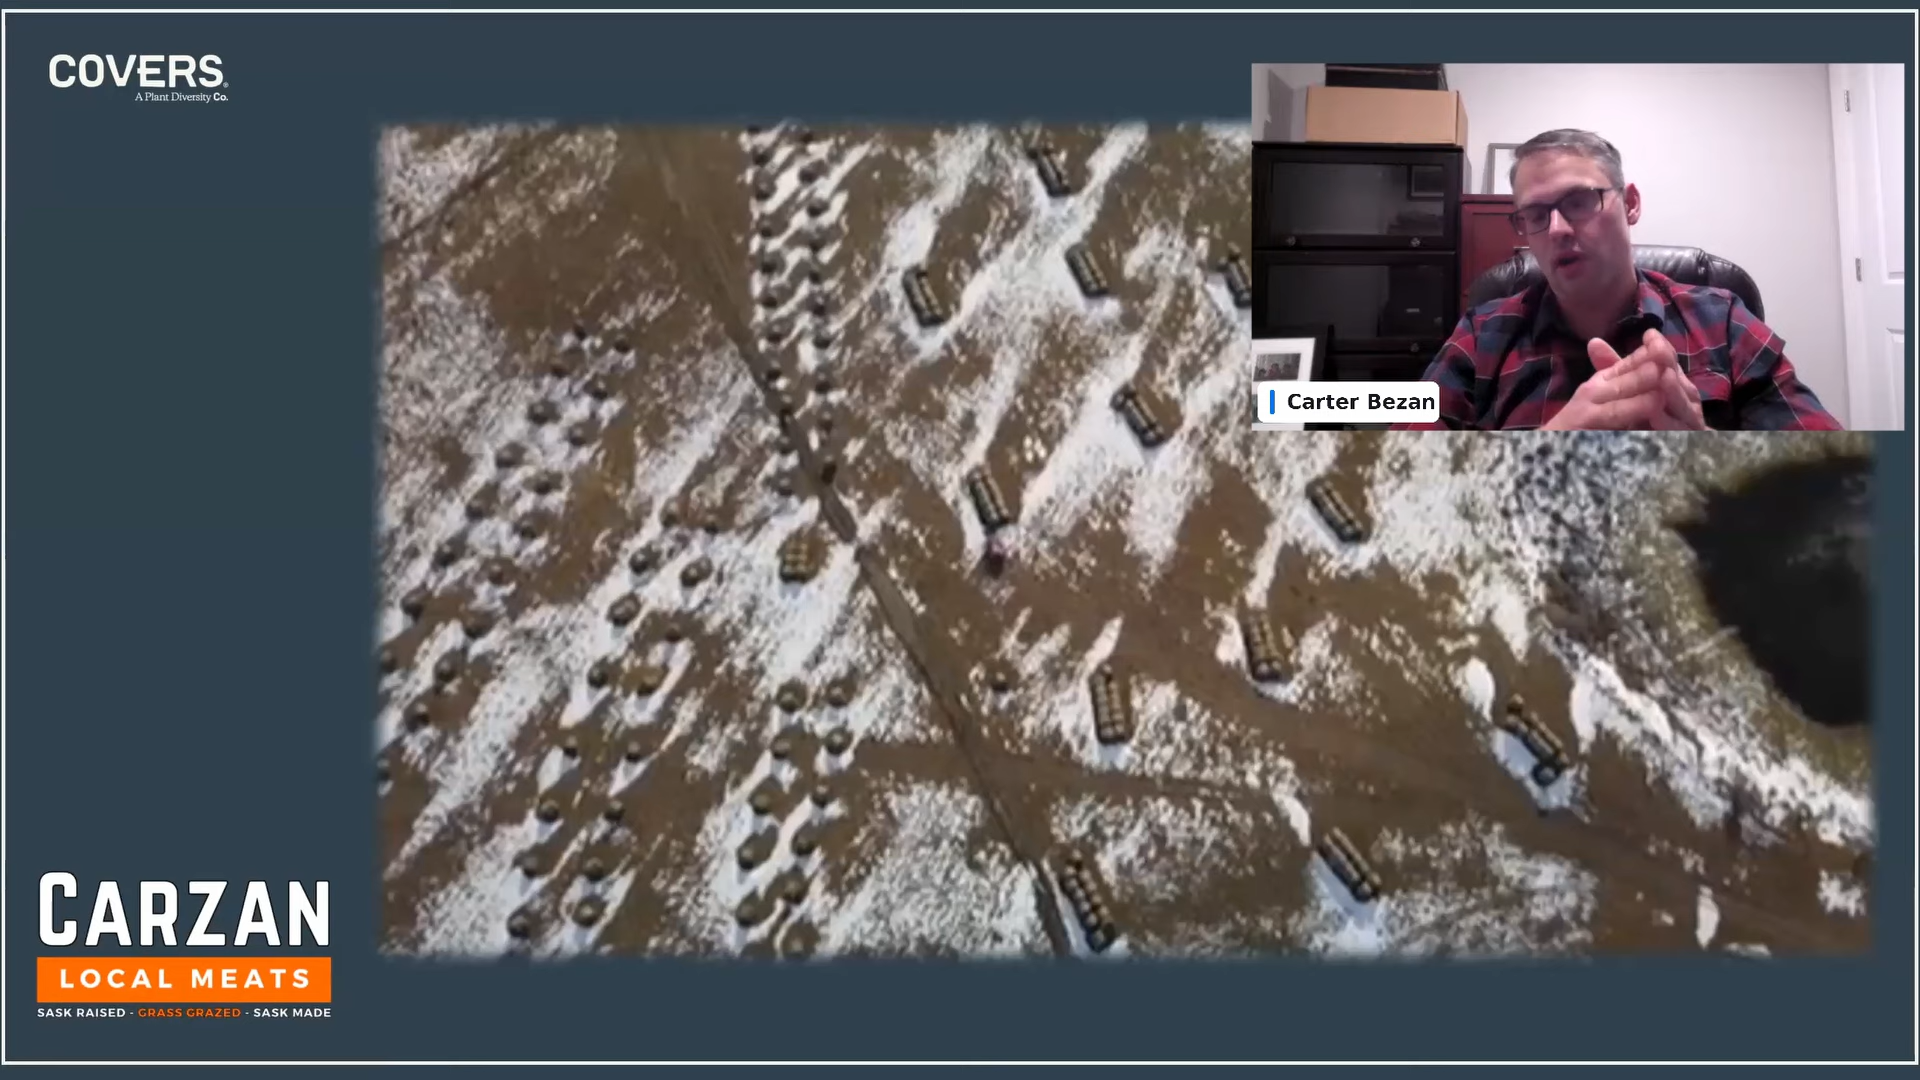 COVERS®
A Plant Diversity Co.
Carter Bezan
CARZAN
LOCAL MEATS
SASK RAISED - GRASS GRAZED - SASK MADE